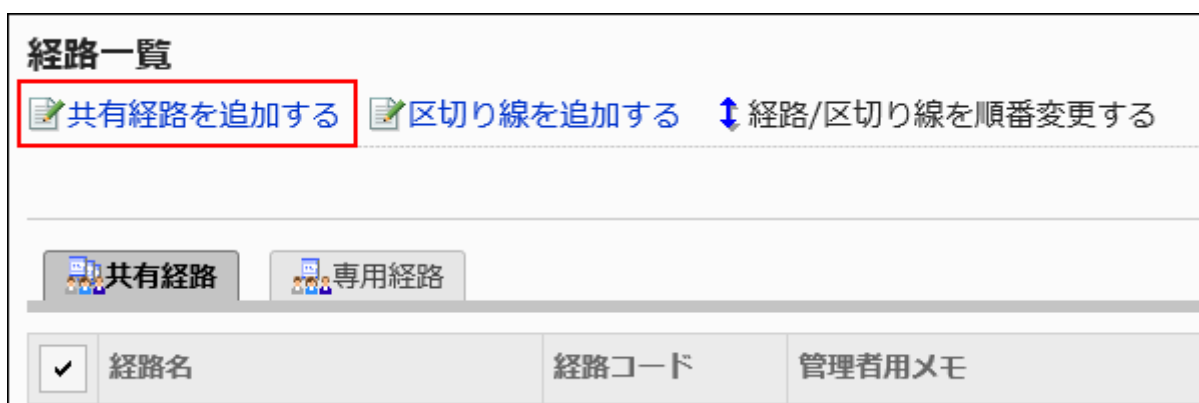 経路一覧
共有経路を追加する 区切り線を追加する 経路/区切り線を順番変更する
共有経路 専用経路
経路名 経路コード 管理者用メモ